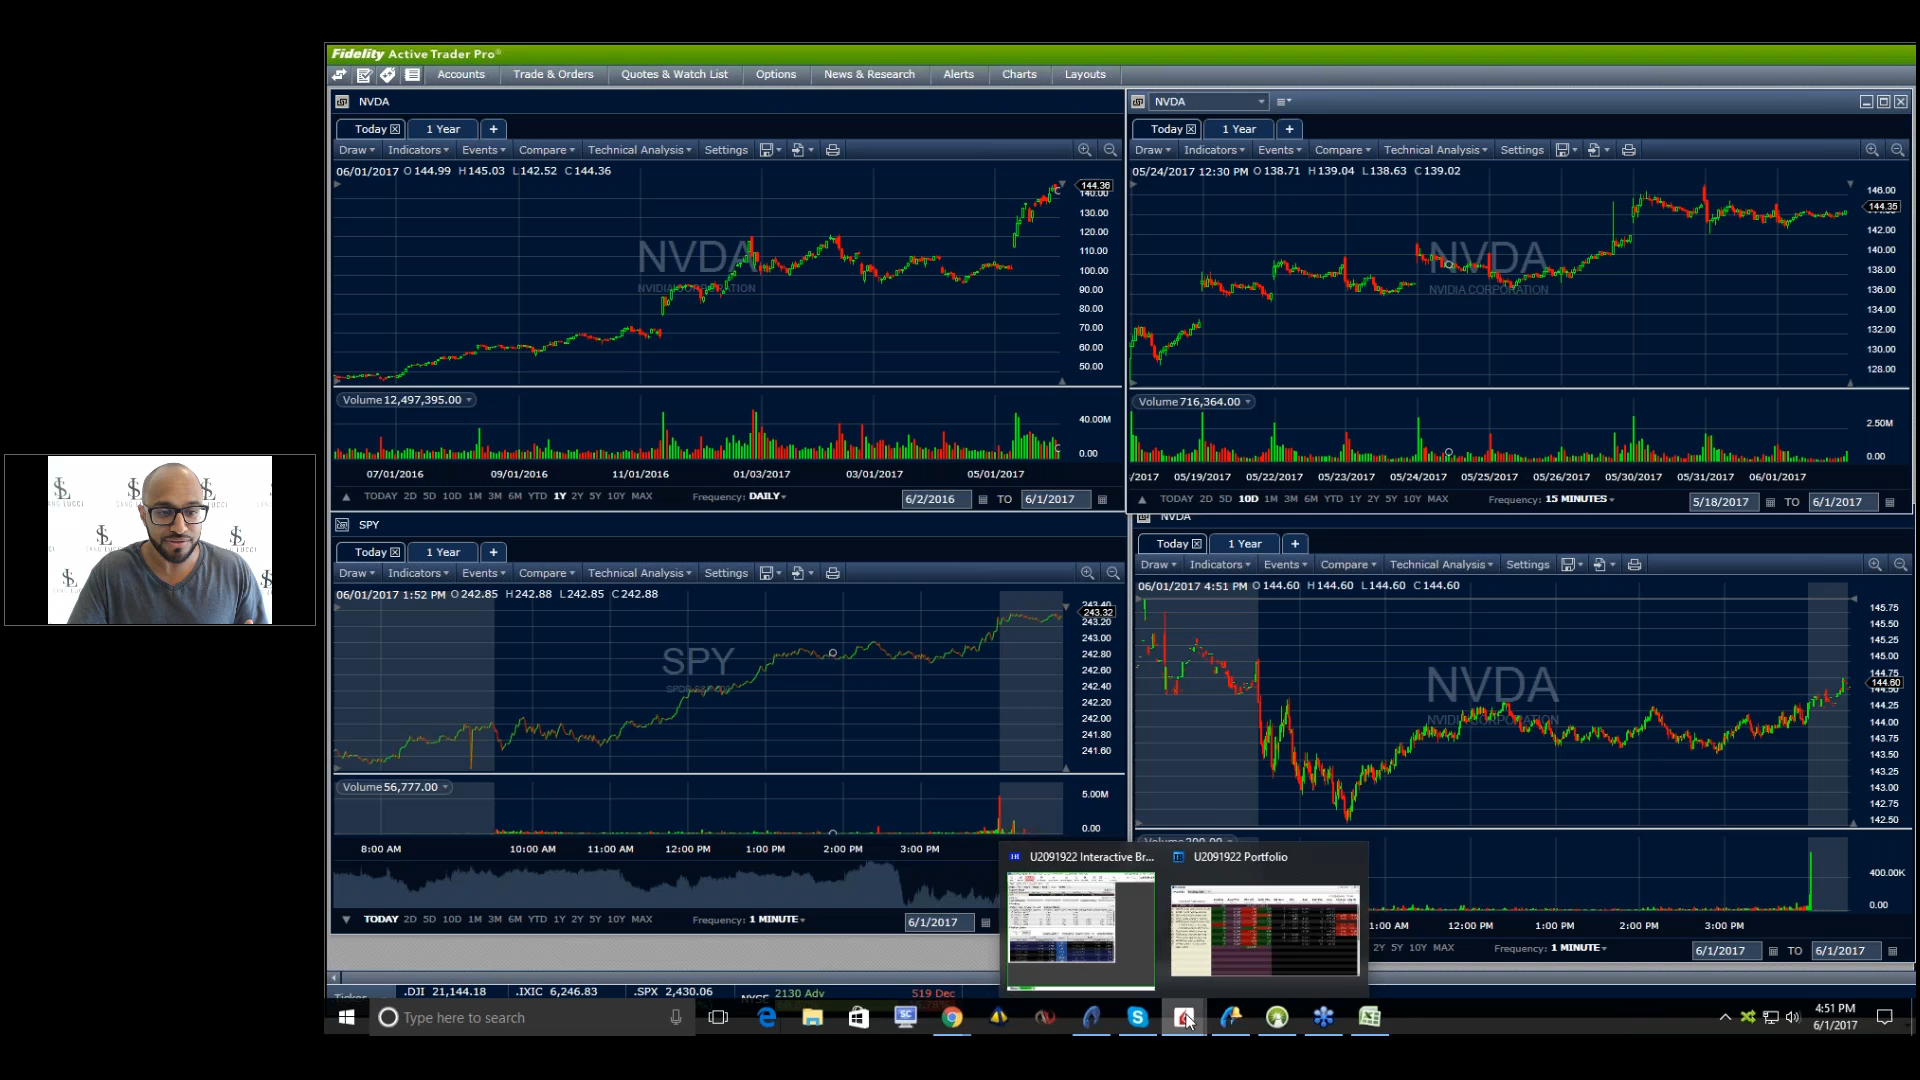 Fidelity Active Trader Pro®
Accounts Trade & Orders Quotes & Watch List Options News & Research Alerts Charts Layouts
NVDA
Today 1 Year +
Draw Indicators Events Compare Technical Analysis Settings
06/01/2017 O 144.99 H 145.03 L 142.52 C 144.36
144.36
140.00
130.00
120.00
110.00
100.00
90.00
80.00
70.00
60.00
50.00
NVDA
NVIDIA CORPORATION
Volume 12,497,395.00
40.00M
0.00
07/01/2016 09/01/2016 11/01/2016 01/03/2017 03/01/2017 05/01/2017
TODAY 2D 5D 10D 1M 3M 6M YTD 1Y 2Y 5Y 10Y MAX Frequency: DAILY 6/2/2016 TO 6/1/2017
NVDA
Today 1 Year +
Draw Indicators Events Compare Technical Analysis Settings
05/24/2017 12:30 PM O 138.71 H 139.04 L 138.63 C 139.02
146.00
144.35
142.00
140.00
138.00
136.00
134.00
132.00
130.00
128.00
NVDA
NVIDIA CORPORATION
Volume 716,364.00
2.50M
0.00
/2017 05/19/2017 05/22/2017 05/23/2017 05/24/2017 05/25/2017 05/26/2017 05/30/2017 05/31/2017 06/01/2017
TODAY 2D 5D 10D 1M 3M 6M YTD 1Y 2Y 5Y 10Y MAX Frequency: 15 MINUTES 5/18/2017 TO 6/1/2017
SPY
Today 1 Year +
Draw Indicators Events Compare Technical Analysis Settings
06/01/2017 1:52 PM O 242.85 H 242.88 L 242.85 C 242.88
243.40
243.32
243.20
243.00
242.80
242.60
242.40
242.20
242.00
241.80
241.60
SPY
Volume 56,777.00
5.00M
0.00
8:00 AM 10:00 AM 11:00 AM 12:00 PM 1:00 PM 2:00 PM 3:00 PM
TODAY 2D 5D 10D 1M 3M 6M YTD 1Y 2Y 5Y 10Y MAX Frequency: 1 MINUTE 6/1/2017
NVDA
Today 1 Year +
Draw Indicators Events Compare Technical Analysis Settings
06/01/2017 4:51 PM O 144.60 H 144.60 L 144.60 C 144.60
145.75
145.50
145.25
145.00
144.75
144.60
144.50
144.25
144.00
143.75
143.50
143.25
143.00
142.75
142.50
NVDA
NVIDIA CORPORATION
400.00K
0.00
1:00 AM 12:00 PM 1:00 PM 2:00 PM 3:00 PM
2Y 5Y 10Y MAX Frequency: 1 MINUTE 6/1/2017 TO 6/1/2017
U2091922 Interactive Br... U2091922 Portfolio
.DJI 21,144.18 .IXIC 6,246.83 .SPX 2,430.06 NYSE 2130 Adv 519 Dec
Type here to search
4:51 PM
6/1/2017